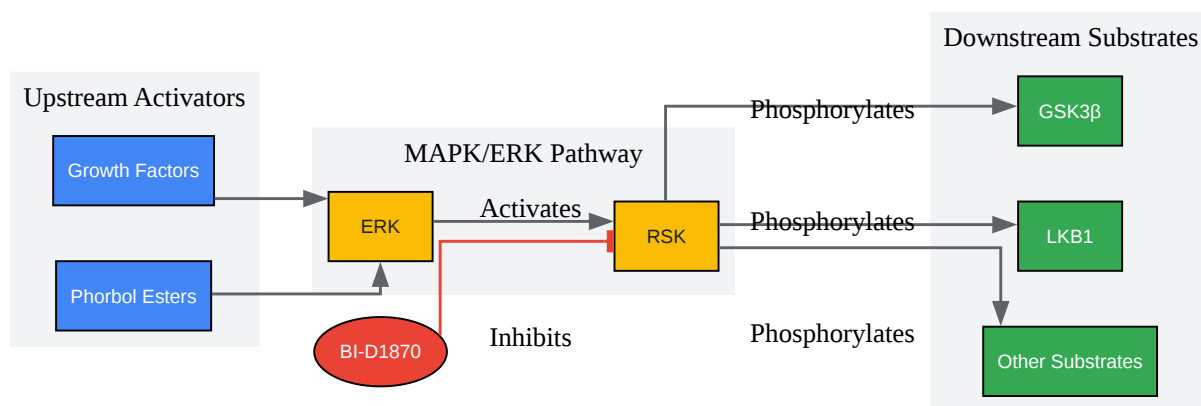 Upstream Activators
Growth Factors
Phorbol Esters
MAPK/ERK Pathway
ERK
Activates
RSK
BI-D1870
Inhibits
Phosphorylates
Phosphorylates
Phosphorylates
Downstream Substrates
GSK3β
LKB1
Other Substrates